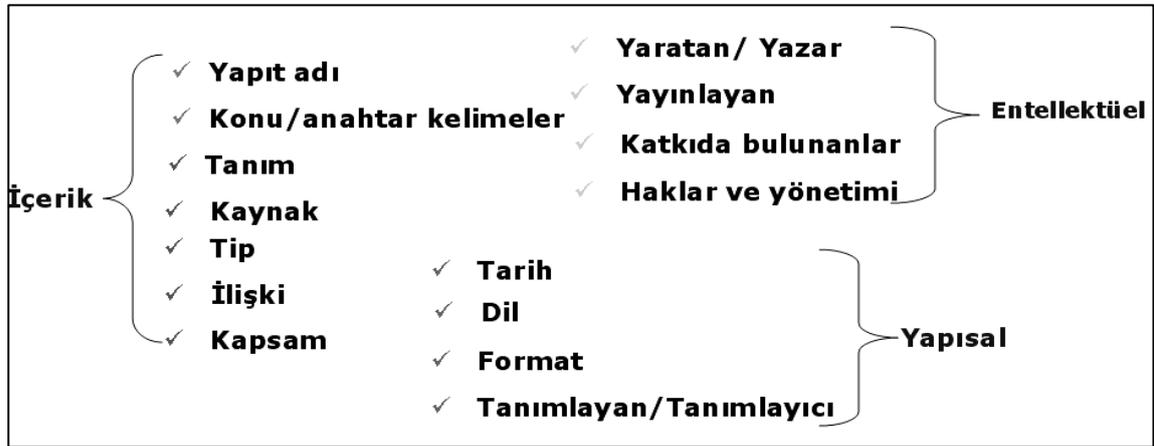 İçerik
Yapıt adı
Konu/anahtar kelimeler
Tanım
Kaynak
Tip
İlişki
Kapsam
Yaratan/ Yazar
Yayınlayan
Katkıda bulunanlar
Haklar ve yönetimi
Entellektüel
Tarih
Dil
Format
Tanımlayan/Tanımlayıcı
Yapısal